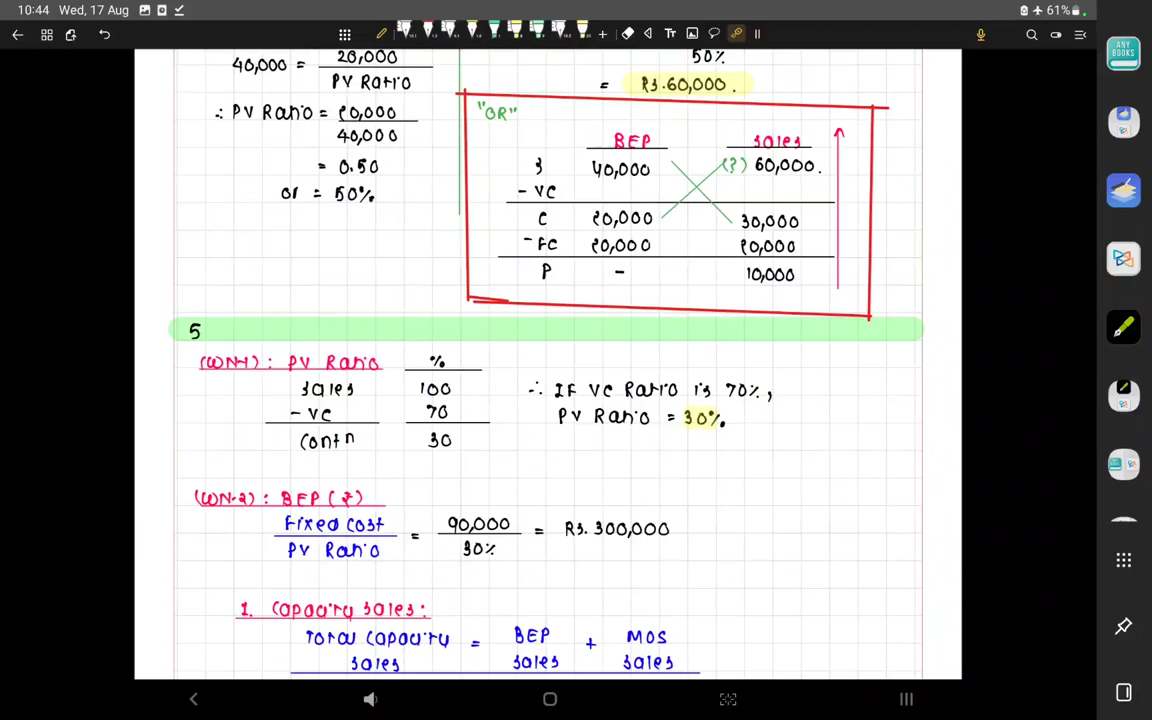 10:44 Wed, 17 Aug
61%
Tr
ANY BOOKS
40,000 = 20,000
PV Ratio
∴ PV Ratio = 20,000
40,000
= 0.50
or = 50%
50%
= Rs.60,000.
"OR"
BEP Sales
₹ 40,000 (?) 60,000.
- VC
C 20,000 30,000
- FC 20,000 20,000
P - 10,000
5
(WN-1) : PV Ratio %
Sales 100
- VC 70
Contn 30
∴ If VC Ratio is 70%,
PV Ratio = 30%.
(WN-2) : BEP (₹)
Fixed Cost = 90,000 = Rs. 300,000
PV Ratio 30%
1. Capacity Sales:
Total Capacity = BEP + MOS
Sales Sales Sales